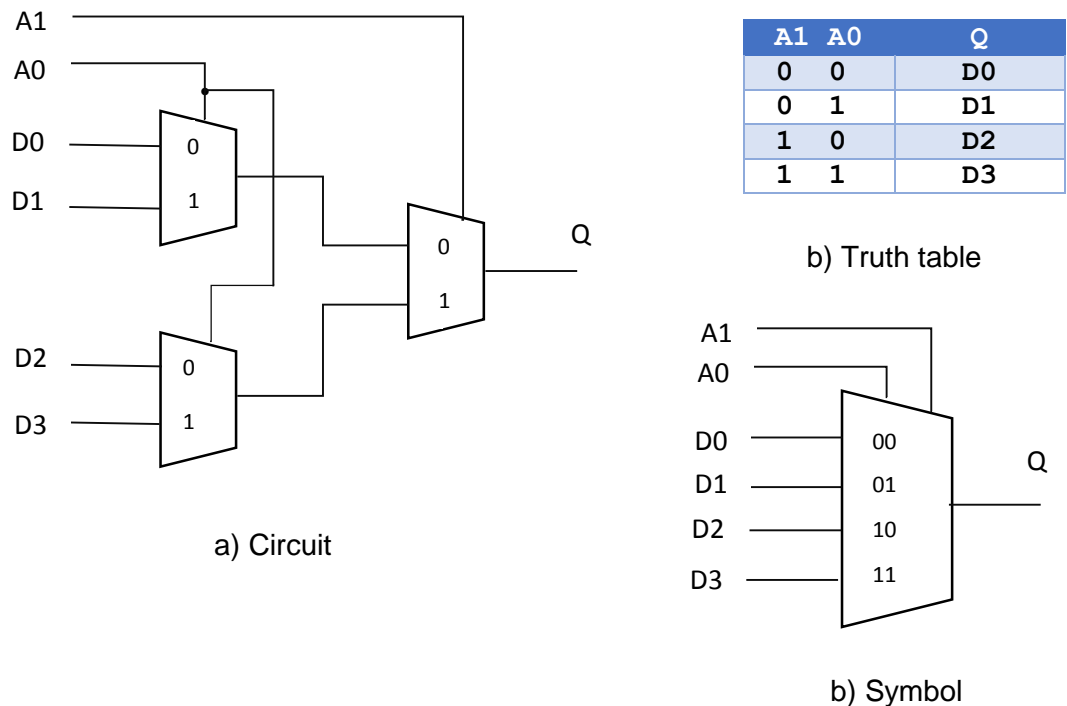 A1
A0
D0
D1
0
1
D2
D3
0
1
0
1
Q
a) Circuit
A1 A0 Q
0 0 D0
0 1 D1
1 0 D2
1 1 D3
b) Truth table
A1
A0
D0
D1
D2
D3
00
01
10
11
Q
b) Symbol